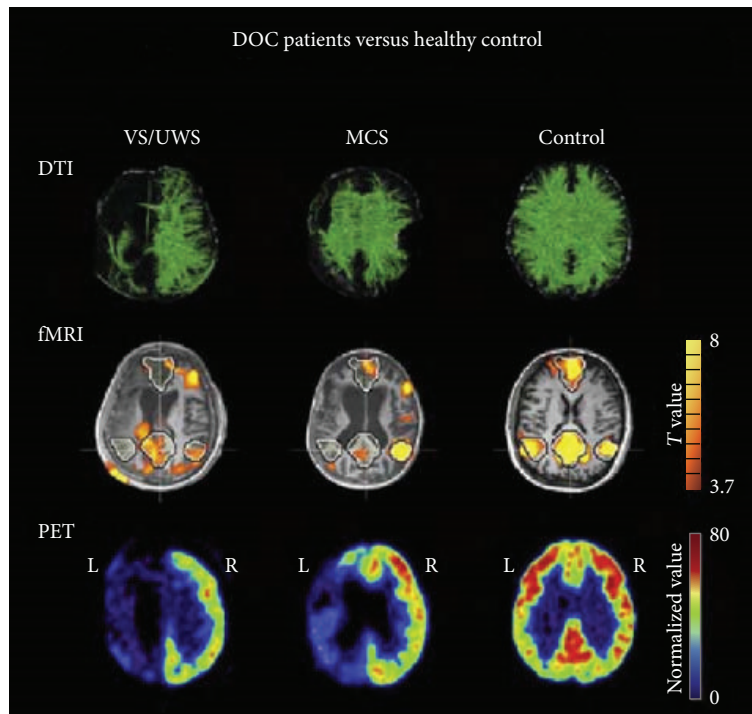 DOC patients versus healthy control
VS/UWS MCS Control
DTI
fMRI
8
T value
3.7
PET
80
L R L R L R
Normalized value
0